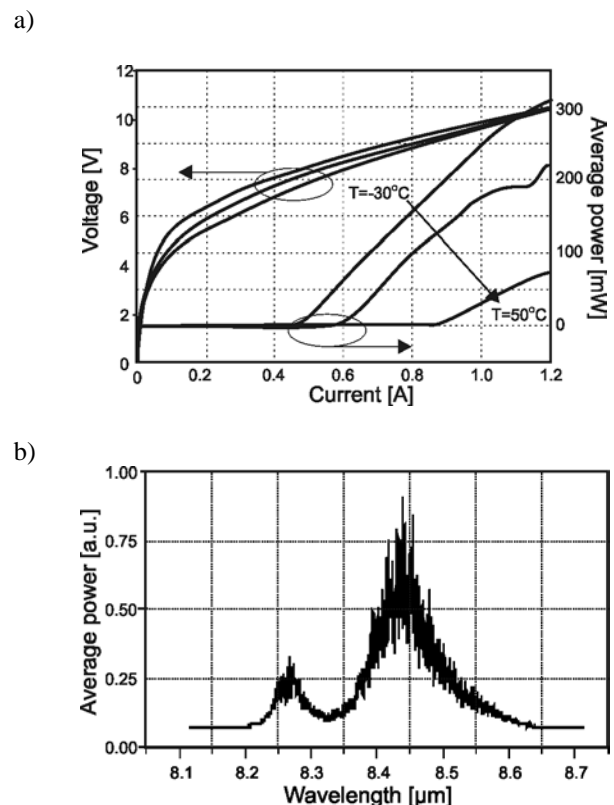 a)
12
10
8
6
4
2
0
Voltage [V]
300
200
100
0
Average power [mW]
T=-30°C
T=50°C
0 0.2 0.4 0.6 0.8 1.0 1.2
Current [A]
b)
1.00
0.75
0.50
0.25
0.00
Average power [a.u.]
8.1 8.2 8.3 8.4 8.5 8.6 8.7
Wavelength [µm]